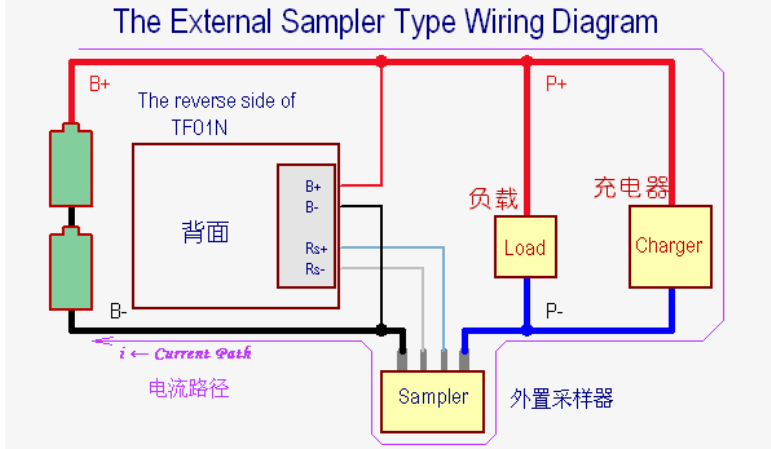 The External Sampler Type Wiring Diagram
B+
P+
The reverse side of
TF01N
负载
充电器
B+
B-
背面
Rs+
Rs-
Load
Charger
B-
P-
i ← Current Path
电流路径
Sampler
外置采样器